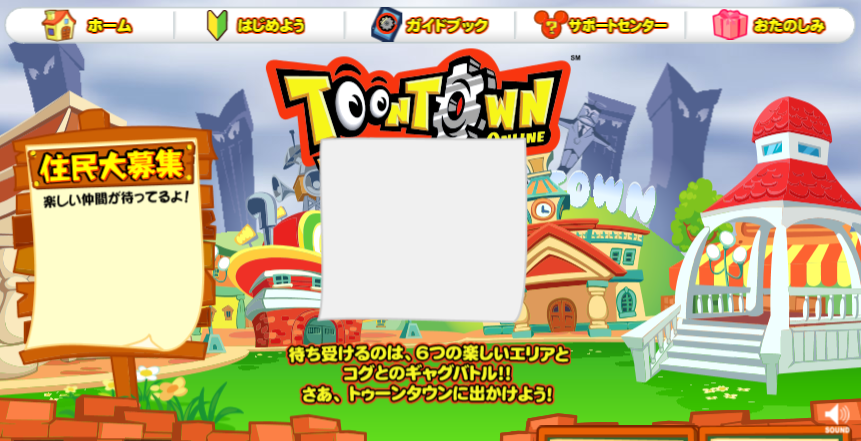 ホーム
はじめよう
ガイドブック
サポートセンター
おたのしみ
SM
TOONTOWN
ONLINE
住民大募集
楽しい仲間が待ってるよ!
TOWN
待ち受けるのは、6つの楽しいエリアと
コグとのギャグバトル!!
さあ、トゥーンタウンに出かけよう!
SOUND